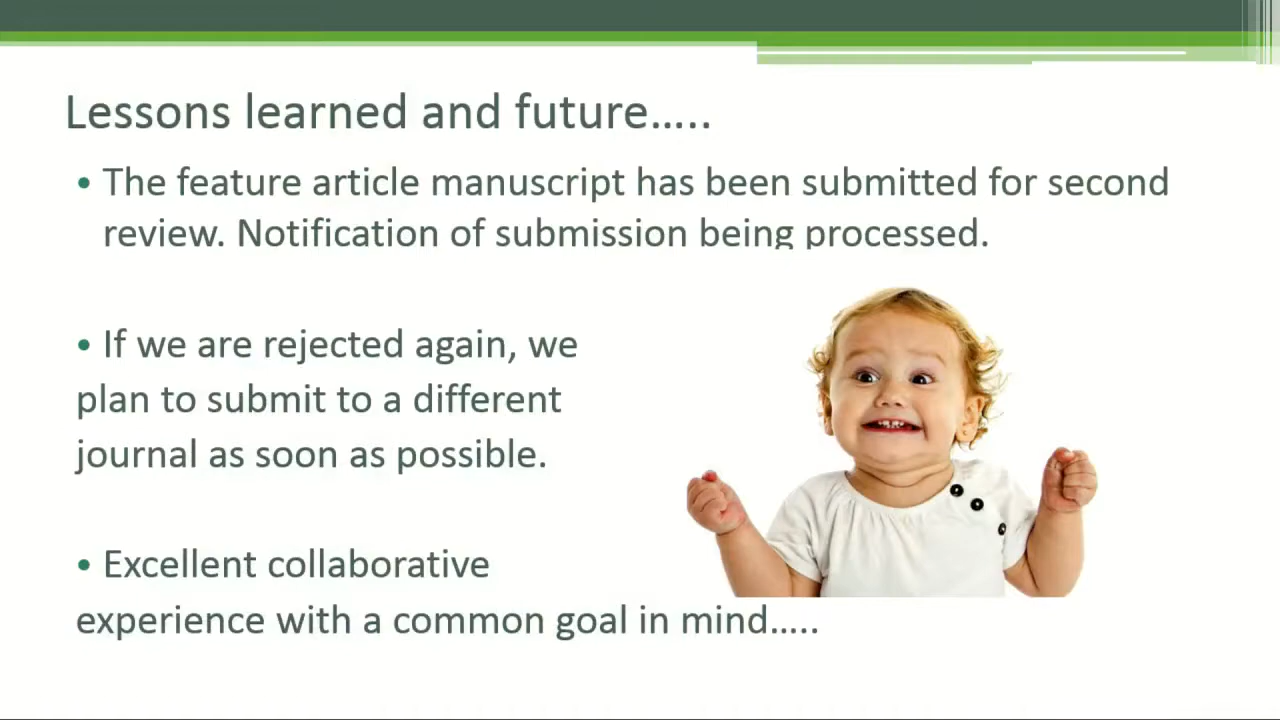 Lessons learned and future…..
• The feature article manuscript has been submitted for second
review. Notification of submission being processed.
• If we are rejected again, we
plan to submit to a different
journal as soon as possible.
• Excellent collaborative
experience with a common goal in mind…..